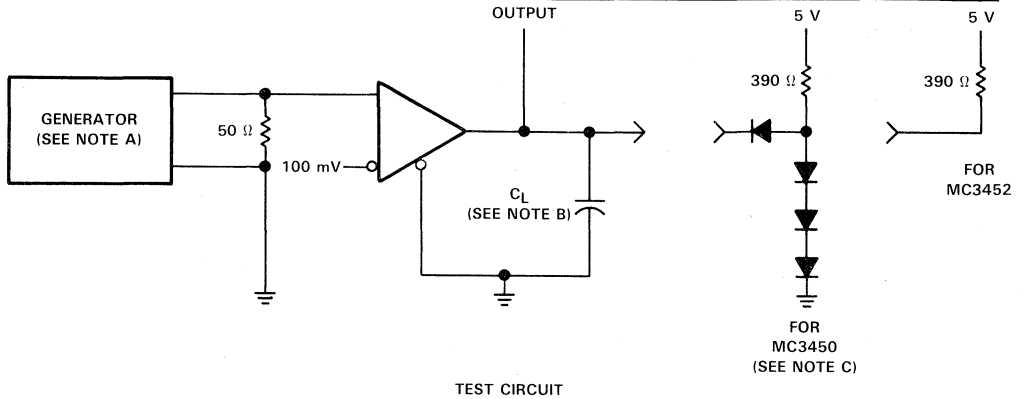 OUTPUT
5 V
5 V
390 Ω
390 Ω
GENERATOR
(SEE NOTE A)
50 Ω
100 mV
CL
(SEE NOTE B)
FOR
MC3452
FOR
MC3450
(SEE NOTE C)
TEST CIRCUIT